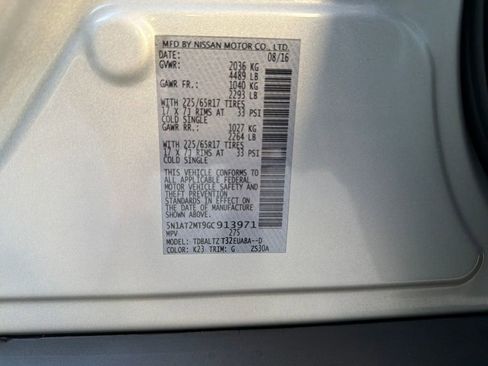 MFD BY NISSAN MOTOR CO., LTD.
DATE: 08/16
GVWR: 2036 KG
4489 LB
GAWR FR.: 1040 KG
2293 LB
WITH 225/65R17 TIRES
17 X 7J RIMS AT 33 PSI
COLD SINGLE
GAWR RR.: 1027 KG
2264 LB
WITH 225/65R17 TIRES
17 X 7J RIMS AT 33 PSI
COLD SINGLE
THIS VEHICLE CONFORMS TO
ALL APPLICABLE FEDERAL
MOTOR VEHICLE SAFETY AND
THEFT PREVENTION
STANDARDS IN EFFECT ON
THE DATE OF MANUFACTURE
SHOWN ABOVE.
5N1AT2MT9GC913971
MPV 275
MODEL: TDBALTZ T32EUABA--D
COLOR: K23 TRIM: G ZS30A